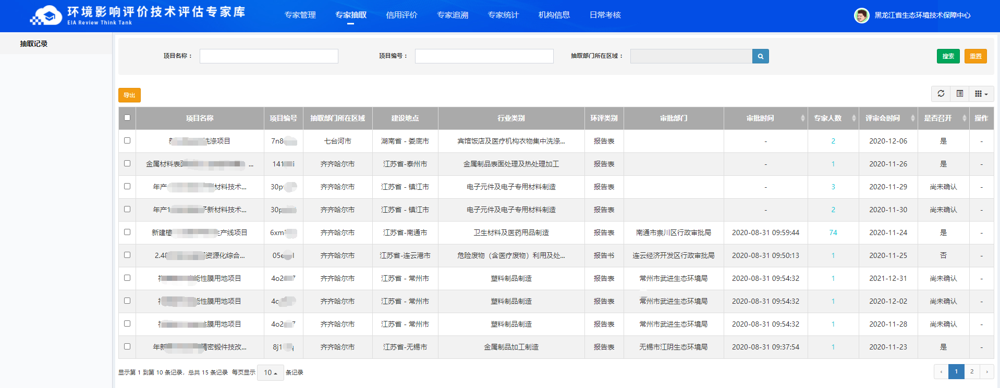 环境影响评价技术评估专家库
EIA Review Think Tank
专家管理 专家抽取 信用评价 专家追溯 专家统计 机构信息 日常考核
黑龙江省生态环境技术保障中心
抽取记录
项目名称： 项目编号： 抽取部门所在区域： 搜索 重置
导出
项目名称 项目编号 抽取部门所在区域 建设地点 行业类别 环评类别 审批部门 审批时间 专家人数 评审会时间 是否召开 操作
洗涤项目 7n8 七台河市 湖南省 - 娄底市 宾馆饭店及医疗机构衣物集中洗涤... 报告表 - 2 2020-12-06 是 -
金属材料表面 ... 141 i 齐齐哈尔市 江苏省-泰州市 金属制品表面处理及热处理加工 报告表 - 1 2020-11-26 是 -
年产 材料技术... 30p 齐齐哈尔市 江苏省 - 镇江市 电子元件及电子专用材料制造 报告表 - 3 2020-11-29 尚未确认 -
年产1 子新材料技术... 30p 齐齐哈尔市 江苏省 - 镇江市 电子元件及电子专用材料制造 报告表 - 2 2020-11-30 尚未确认 -
新建植 生产线项目 6xm 齐齐哈尔市 江苏省-南通市 卫生材料及医药用品制造 报告表 南通市崇川区行政审批局 2020-08-31 09:59:44 74 2020-11-24 是 -
2.48 资源化综合... 05e l 齐齐哈尔市 江苏省-连云港市 危险废物（含医疗废物）利用及处... 报告书 连云经济开发区行政审批局 2020-08-31 09:50:13 1 2020-11-25 否 -
能性膜用地项目 4o2 7 齐齐哈尔市 江苏省 - 常州市 塑料制品制造 报告表 常州市武进生态环境局 2020-08-31 09:54:32 1 2021-12-31 尚未确认 -
能性膜用地项目 4o 齐齐哈尔市 江苏省 - 常州市 塑料制品制造 报告表 常州市武进生态环境局 2020-08-31 09:54:32 1 2020-12-02 尚未确认 -
性膜用地项目 4o2 7 齐齐哈尔市 江苏省 - 常州市 塑料制品制造 报告表 常州市武进生态环境局 2020-08-31 09:54:32 1 2020-11-28 尚未确认 -
年新 精密锻件技改... 8j1 齐齐哈尔市 江苏省-无锡市 金属制品加工制造 报告表 无锡市江阴生态环境局 2020-08-31 09:37:54 1 2020-11-23 是 -
显示第 1 到第 10 条记录，总共 15 条记录 每页显示 10 条记录 ‹ 1 2 ›